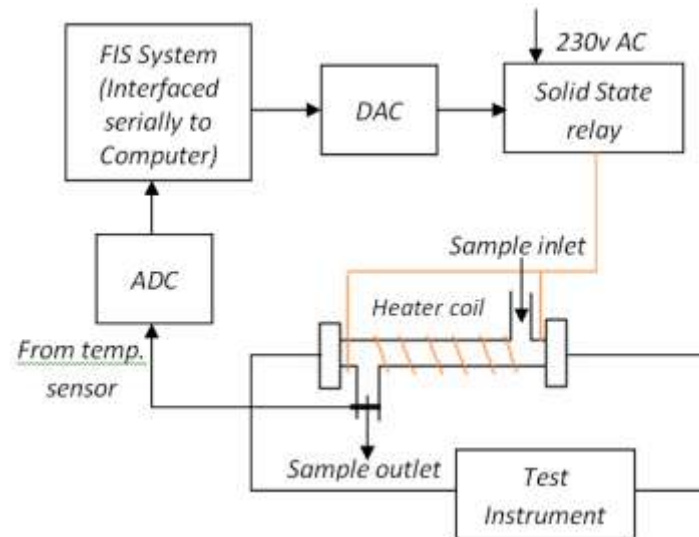 FIS System
(Interfaced
serially to
Computer)
DAC
230v AC
Solid State
relay
ADC
Sample inlet
Heater coil
From temp.
sensor
Sample outlet
Test
Instrument